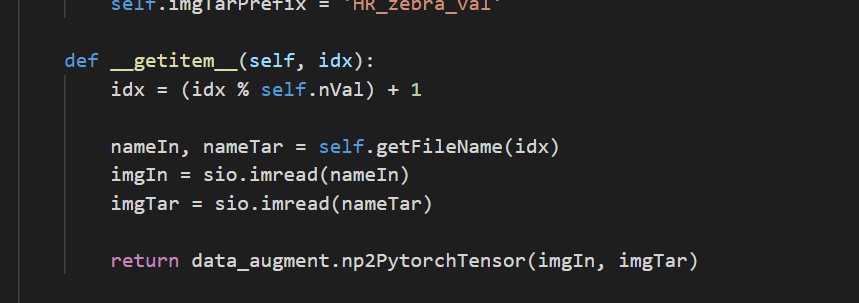 self.imgTarPrefix = 'HR_zebra_val'
def __getitem__(self, idx):
idx = (idx % self.nVal) + 1
nameIn, nameTar = self.getFileName(idx)
imgIn = sio.imread(nameIn)
imgTar = sio.imread(nameTar)
return data_augment.np2PytorchTensor(imgIn, imgTar)